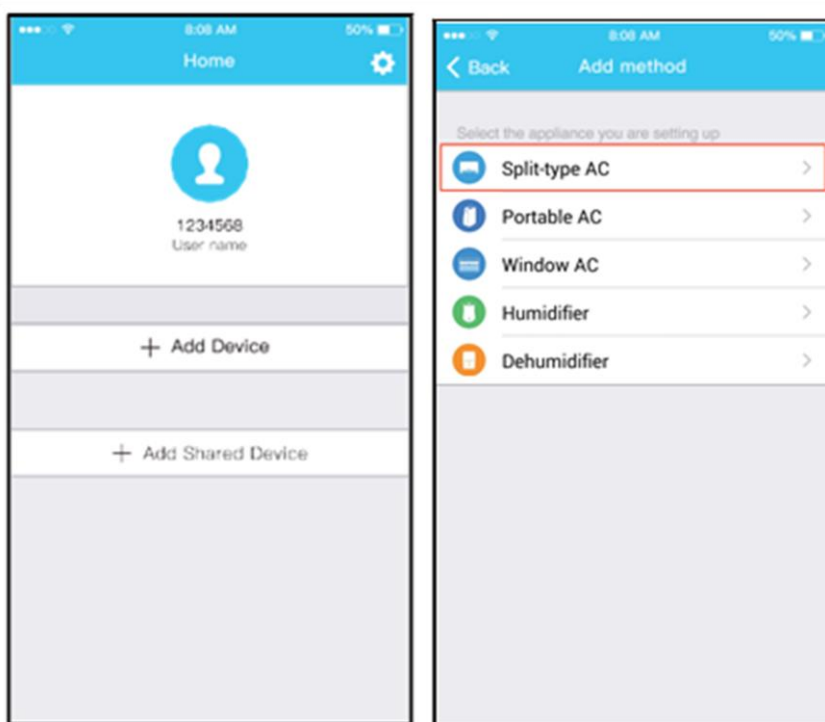 8:08 AM
50%
Home
1234568
User name
+ Add Device
+ Add Shared Device
8:08 AM
50%
Back
Add method
Select the appliance you are setting up
Split-type AC
Portable AC
Window AC
Humidifier
Dehumidifier